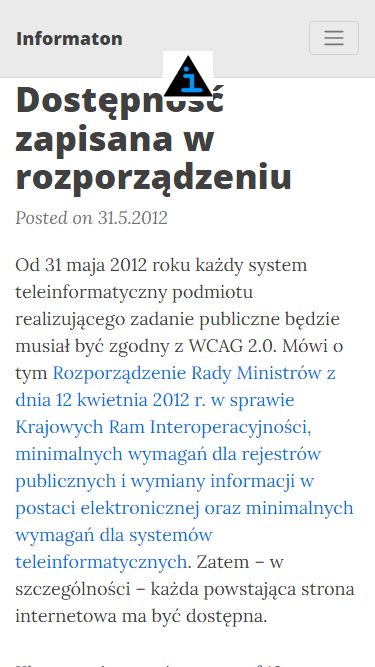 Informaton
i
Dostępność
zapisana w
rozporządzeniu
Posted on 31.5.2012
Od 31 maja 2012 roku każdy system
teleinformatyczny podmiotu
realizującego zadanie publiczne będzie
musiał być zgodny z WCAG 2.0. Mówi o
tym Rozporządzenie Rady Ministrów z
dnia 12 kwietnia 2012 r. w sprawie
Krajowych Ram Interoperacyjności,
minimalnych wymagań dla rejestrów
publicznych i wymiany informacji w
postaci elektronicznej oraz minimalnych
wymagań dla systemów
teleinformatycznych. Zatem – w
szczególności – każda powstająca strona
internetowa ma być dostępna.